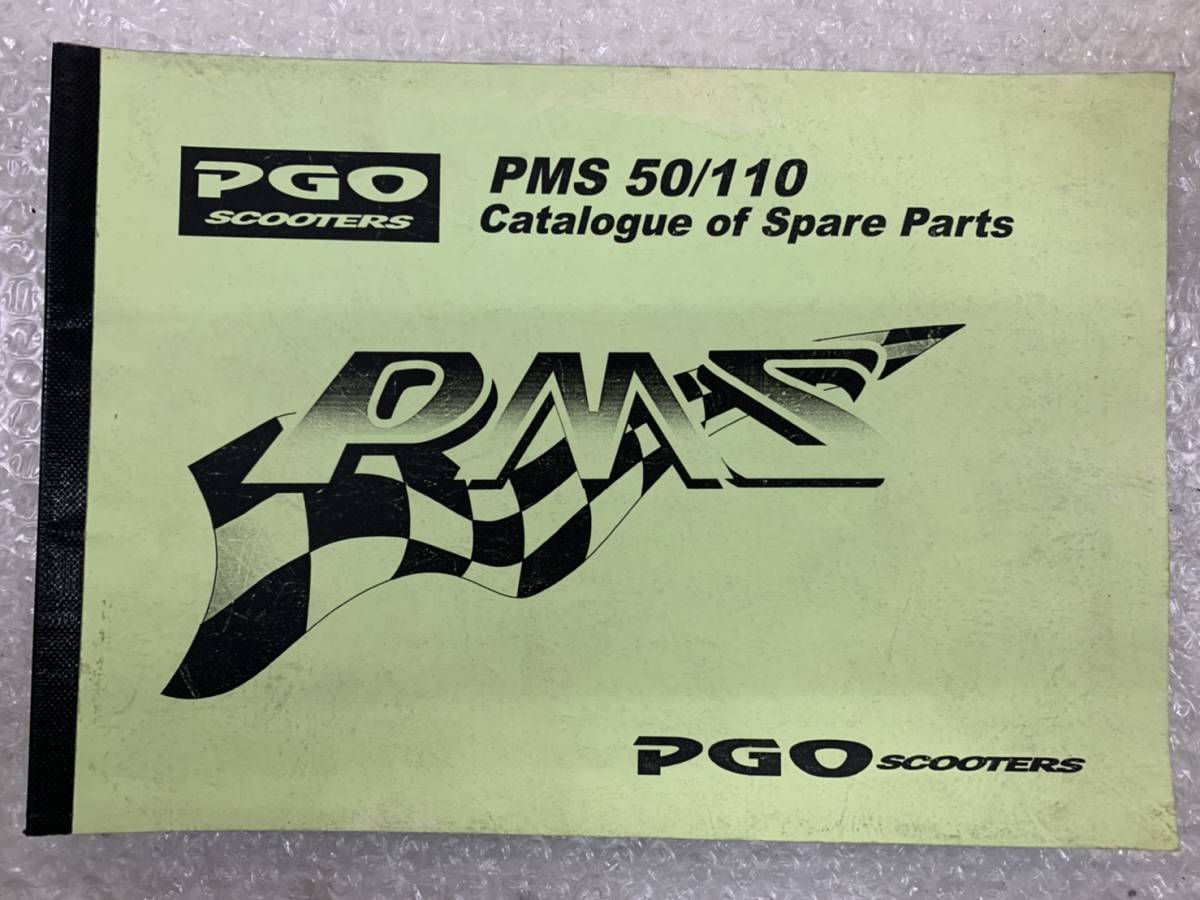 PGO
SCOOTERS
PMS 50/110
Catalogue of Spare Parts
PMS
PGO SCOOTERS